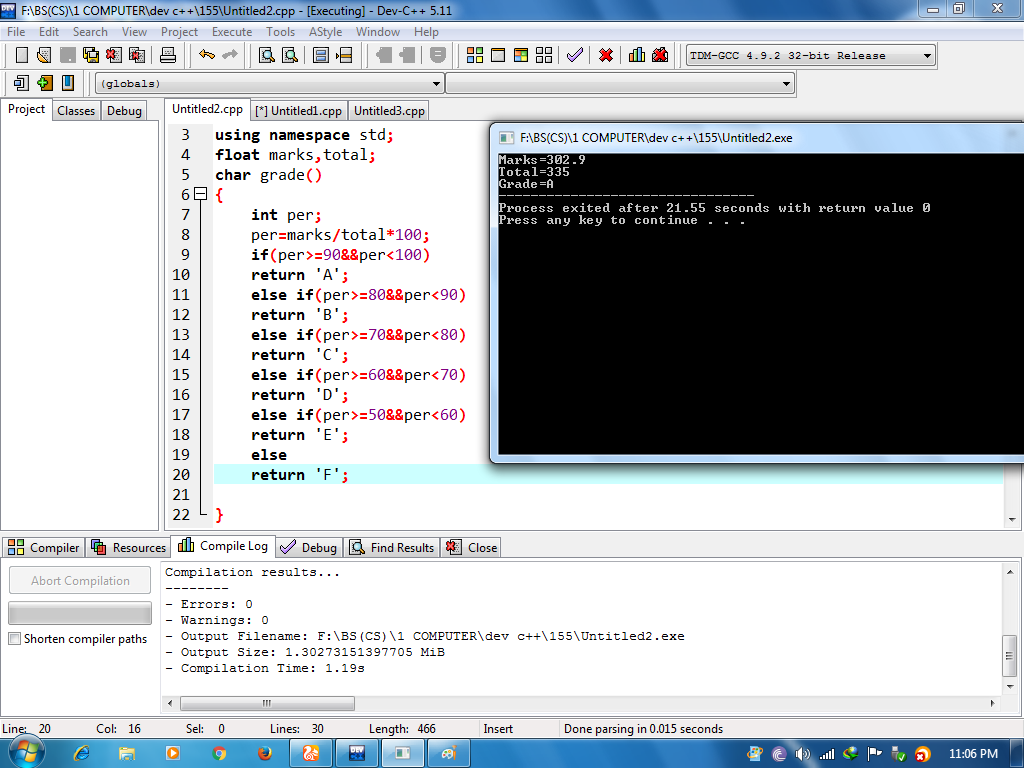 F:\BS(CS)\1 COMPUTER\dev c++\155\Untitled2.cpp - [Executing] - Dev-C++ 5.11
File Edit Search View Project Execute Tools AStyle Window Help
TDM-GCC 4.9.2 32-bit Release
(globals)
Project Classes Debug
Untitled2.cpp [*] Untitled1.cpp Untitled3.cpp
3 using namespace std;
4 float marks,total;
5 char grade()
6 {
7 int per;
8 per=marks/total*100;
9 if(per>=90&&per<100)
10 return 'A';
11 else if(per>=80&&per<90)
12 return 'B';
13 else if(per>=70&&per<80)
14 return 'C';
15 else if(per>=60&&per<70)
16 return 'D';
17 else if(per>=50&&per<60)
18 return 'E';
19 else
20 return 'F';
21
22 }
F:\BS(CS)\1 COMPUTER\dev c++\155\Untitled2.exe
Marks=302.9
Total=335
Grade=A
--------------------------------
Process exited after 21.55 seconds with return value 0
Press any key to continue . . .
Compiler Resources Compile Log Debug Find Results Close
Abort Compilation
Shorten compiler paths
Compilation results...
--------
- Errors: 0
- Warnings: 0
- Output Filename: F:\BS(CS)\1 COMPUTER\dev c++\155\Untitled2.exe
- Output Size: 1.30273151397705 MiB
- Compilation Time: 1.19s
Line: 20 Col: 16 Sel: 0 Lines: 30 Length: 466 Insert Done parsing in 0.015 seconds
11:06 PM